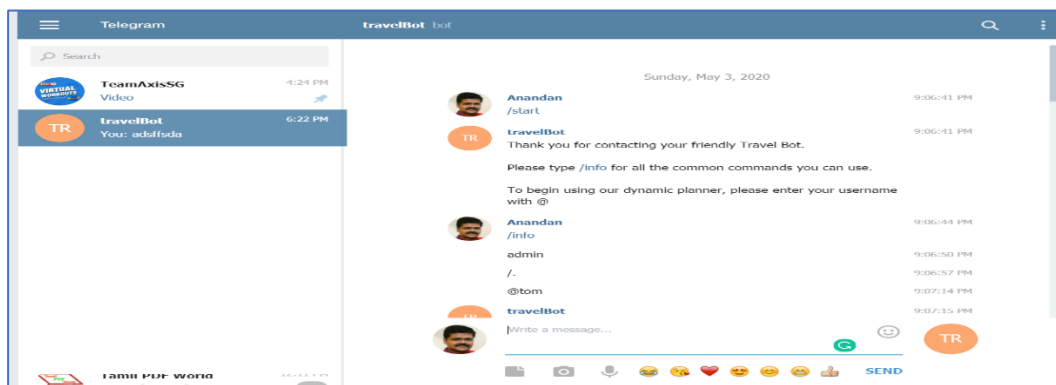 Telegram
travelBot bot
Search
TeamAxisSG 4:24 PM
Video
TR travelBot 6:22 PM
You: adsffsda
VIRTUAL
WORKOUTS
Sunday, May 3, 2020
Anandan 9:06:41 PM
/start
TR travelBot 9:06:41 PM
Thank you for contacting your friendly Travel Bot.
Please type /info for all the common commands you can use.
To begin using our dynamic planner, please enter your username
with @
Anandan 9:06:44 PM
/info
admin 9:06:50 PM
/. 9:06:57 PM
@tom 9:07:14 PM
travelBot 9:07:15 PM
Write a message...
TR
SEND
Tamil PDF World